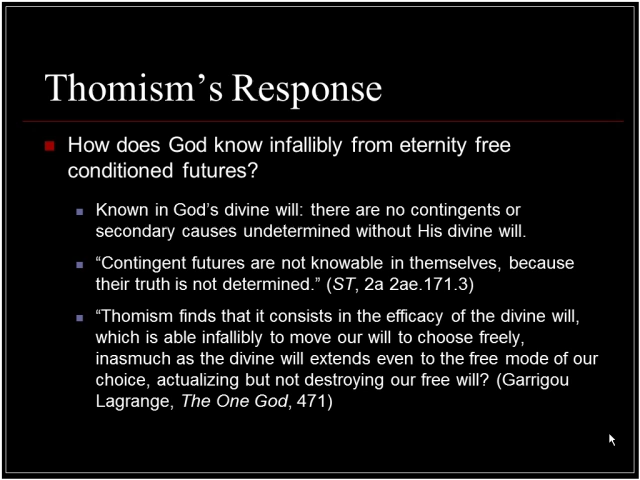 Thomism’s Response
How does God know infallibly from eternity free
conditioned futures?
Known in God’s divine will: there are no contingents or
secondary causes undetermined without His divine will.
“Contingent futures are not knowable in themselves, because
their truth is not determined.” (ST, 2a 2ae.171.3)
“Thomism finds that it consists in the efficacy of the divine will,
which is able infallibly to move our will to choose freely,
inasmuch as the divine will extends even to the free mode of our
choice, actualizing but not destroying our free will? (Garrigou
Lagrange, The One God, 471)